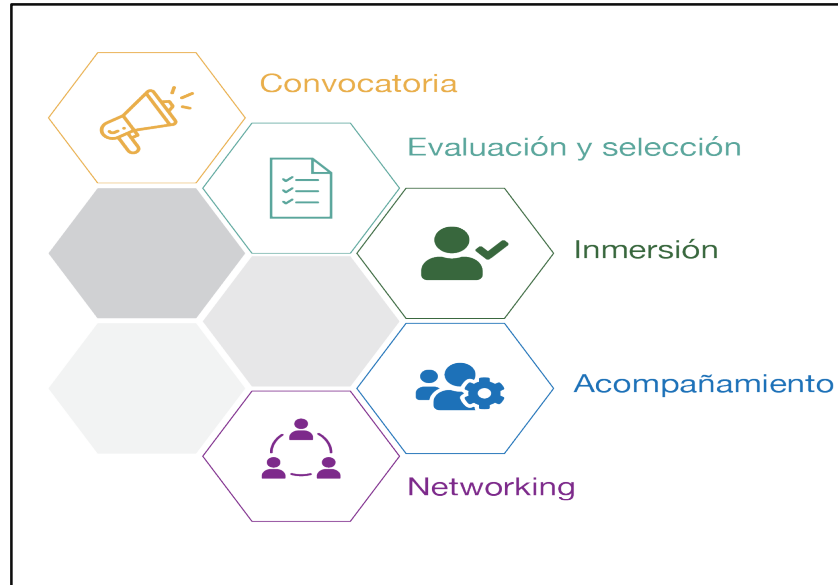 Convocatoria
Evaluación y selección
Inmersión
Acompañamiento
Networking